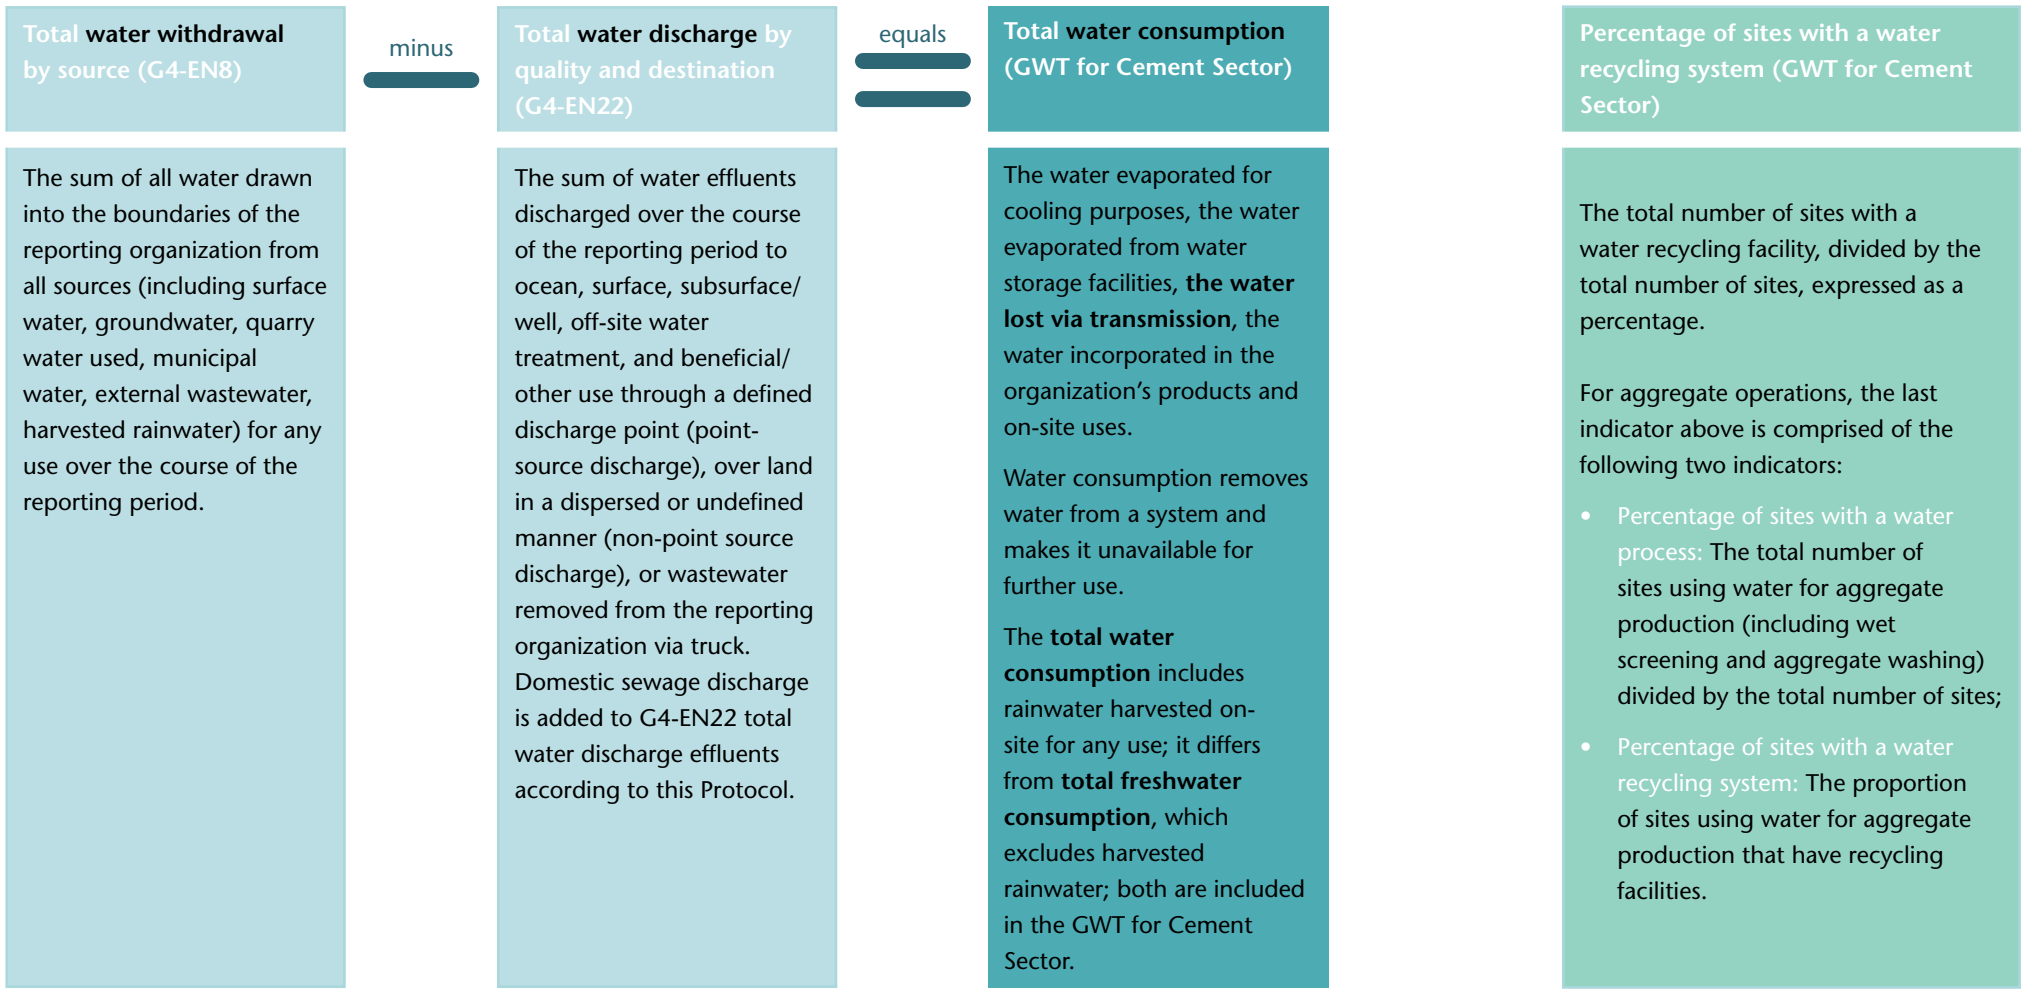 Total water withdrawal
by source (G4-EN8)
minus
Total water discharge by
quality and destination
(G4-EN22)
equals
Total water consumption
(GWT for Cement Sector)
Percentage of sites with a water
recycling system (GWT for Cement
Sector)
The sum of all water drawn
into the boundaries of the
reporting organization from
all sources (including surface
water, groundwater, quarry
water used, municipal
water, external wastewater,
harvested rainwater) for any
use over the course of the
reporting period.
The sum of water effluents
discharged over the course
of the reporting period to
ocean, surface, subsurface/
well, off-site water
treatment, and beneficial/
other use through a defined
discharge point (point-
source discharge), over land
in a dispersed or undefined
manner (non-point source
discharge), or wastewater
removed from the reporting
organization via truck.
Domestic sewage discharge
is added to G4-EN22 total
water discharge effluents
according to this Protocol.
The water evaporated for
cooling purposes, the water
evaporated from water
storage facilities, the water
lost via transmission, the
water incorporated in the
organization's products and
on-site uses.
Water consumption removes
water from a system and
makes it unavailable for
further use.
The total water
consumption includes
rainwater harvested on-
site for any use; it differs
from total freshwater
consumption, which
excludes harvested
rainwater; both are included
in the GWT for Cement
Sector.
The total number of sites with a
water recycling facility, divided by the
total number of sites, expressed as a
percentage.
For aggregate operations, the last
indicator above is comprised of the
following two indicators:
• Percentage of sites with a water
process: The total number of
sites using water for aggregate
production (including wet
screening and aggregate washing)
divided by the total number of sites;
• Percentage of sites with a water
recycling system: The proportion
of sites using water for aggregate
production that have recycling
facilities.